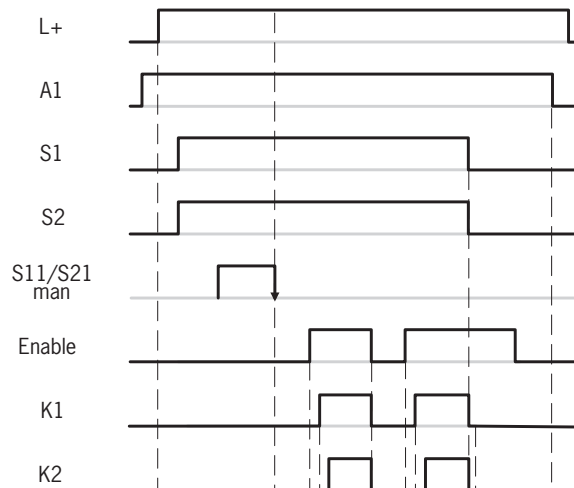 L+
A1
S1
S2
S11/S21
man
Enable
K1
K2